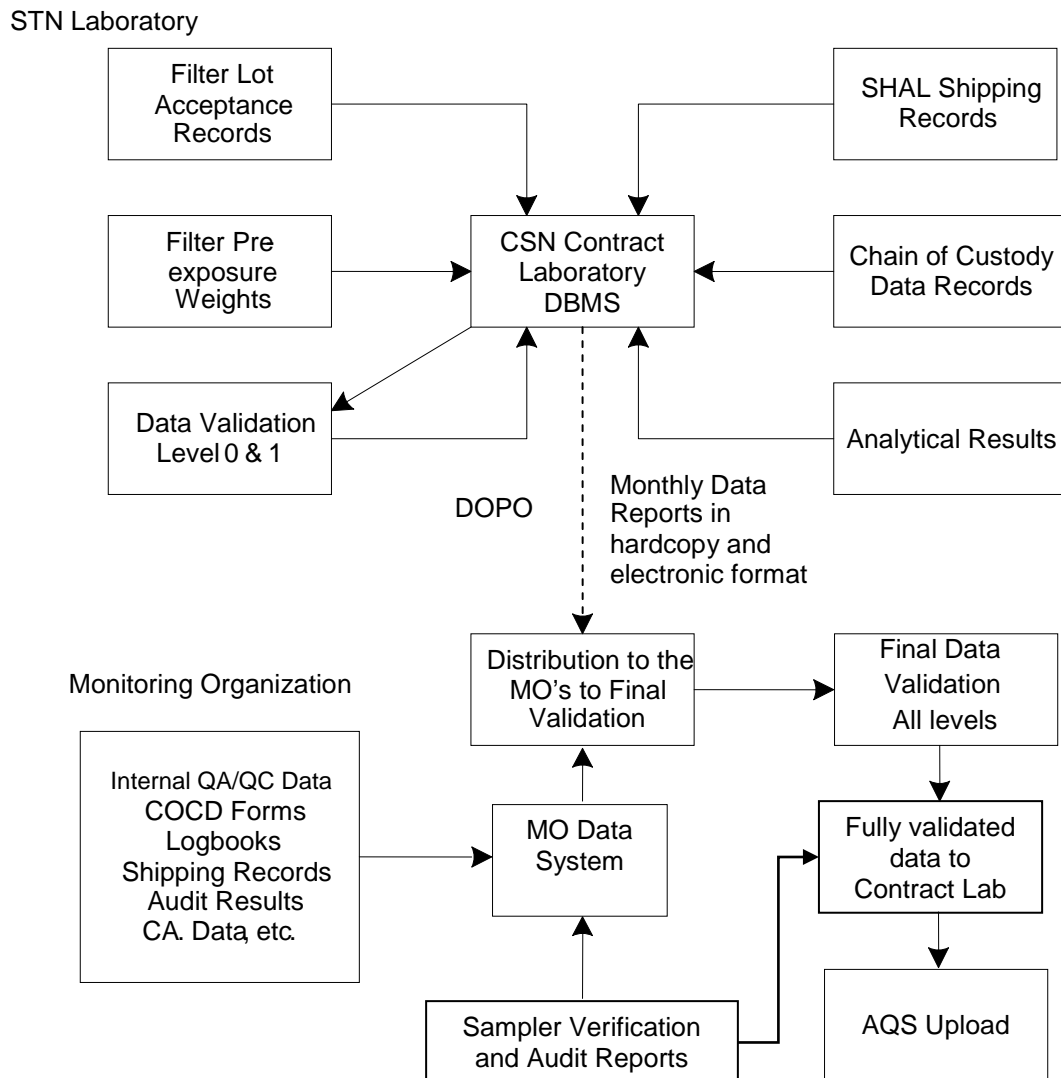 STN Laboratory
Filter Lot
Acceptance
Records
SHAL Shipping
Records
Filter Pre
exposure
Weights
CSN Contract
Laboratory
DBMS
Chain of Custody
Data Records
Data Validation
Level 0 & 1
Analytical Results
DOPO
Monthly Data
Reports in
hardcopy and
electronic format
Distribution to the
MO's to Final
Validation
Final Data
Validation
All levels
Monitoring Organization
Internal QA/QC Data
COCD Forms
Logbooks
Shipping Records
Audit Results
CA. Data, etc.
MO Data
System
Fully validated
data to
Contract Lab
Sampler Verification
and Audit Reports
AQS Upload